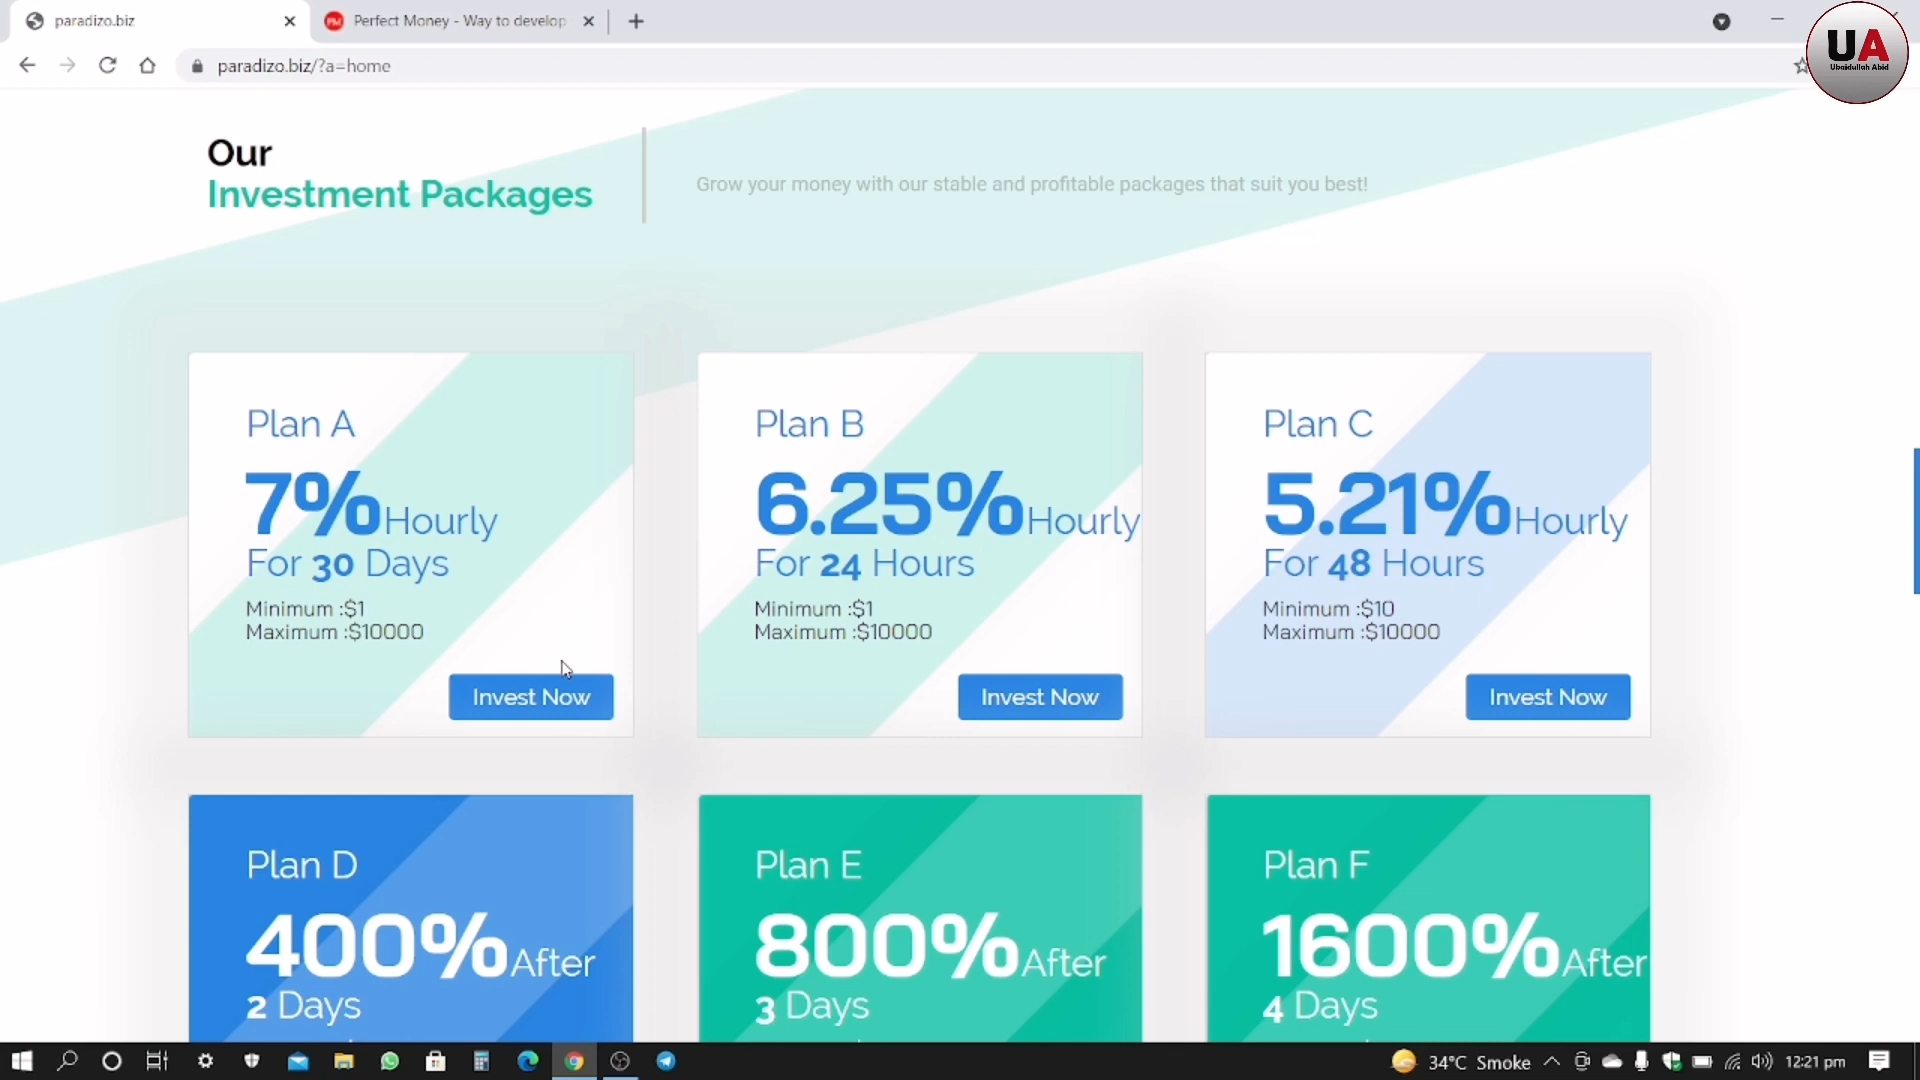 paradizo.biz
Perfect Money - Way to develop
paradizo.biz/?a=home
UA
Ubaidullah Abid
Our
Investment Packages
Grow your money with our stable and profitable packages that suit you best!
Plan A
7%Hourly
For 30 Days
Minimum :$1
Maximum :$10000
Invest Now
Plan B
6.25%Hourly
For 24 Hours
Minimum :$1
Maximum :$10000
Invest Now
Plan C
5.21%Hourly
For 48 Hours
Minimum :$10
Maximum :$10000
Invest Now
Plan D
400%After
2 Days
Plan E
800%After
3 Days
Plan F
1600%After
4 Days
34°C Smoke
12:21 pm